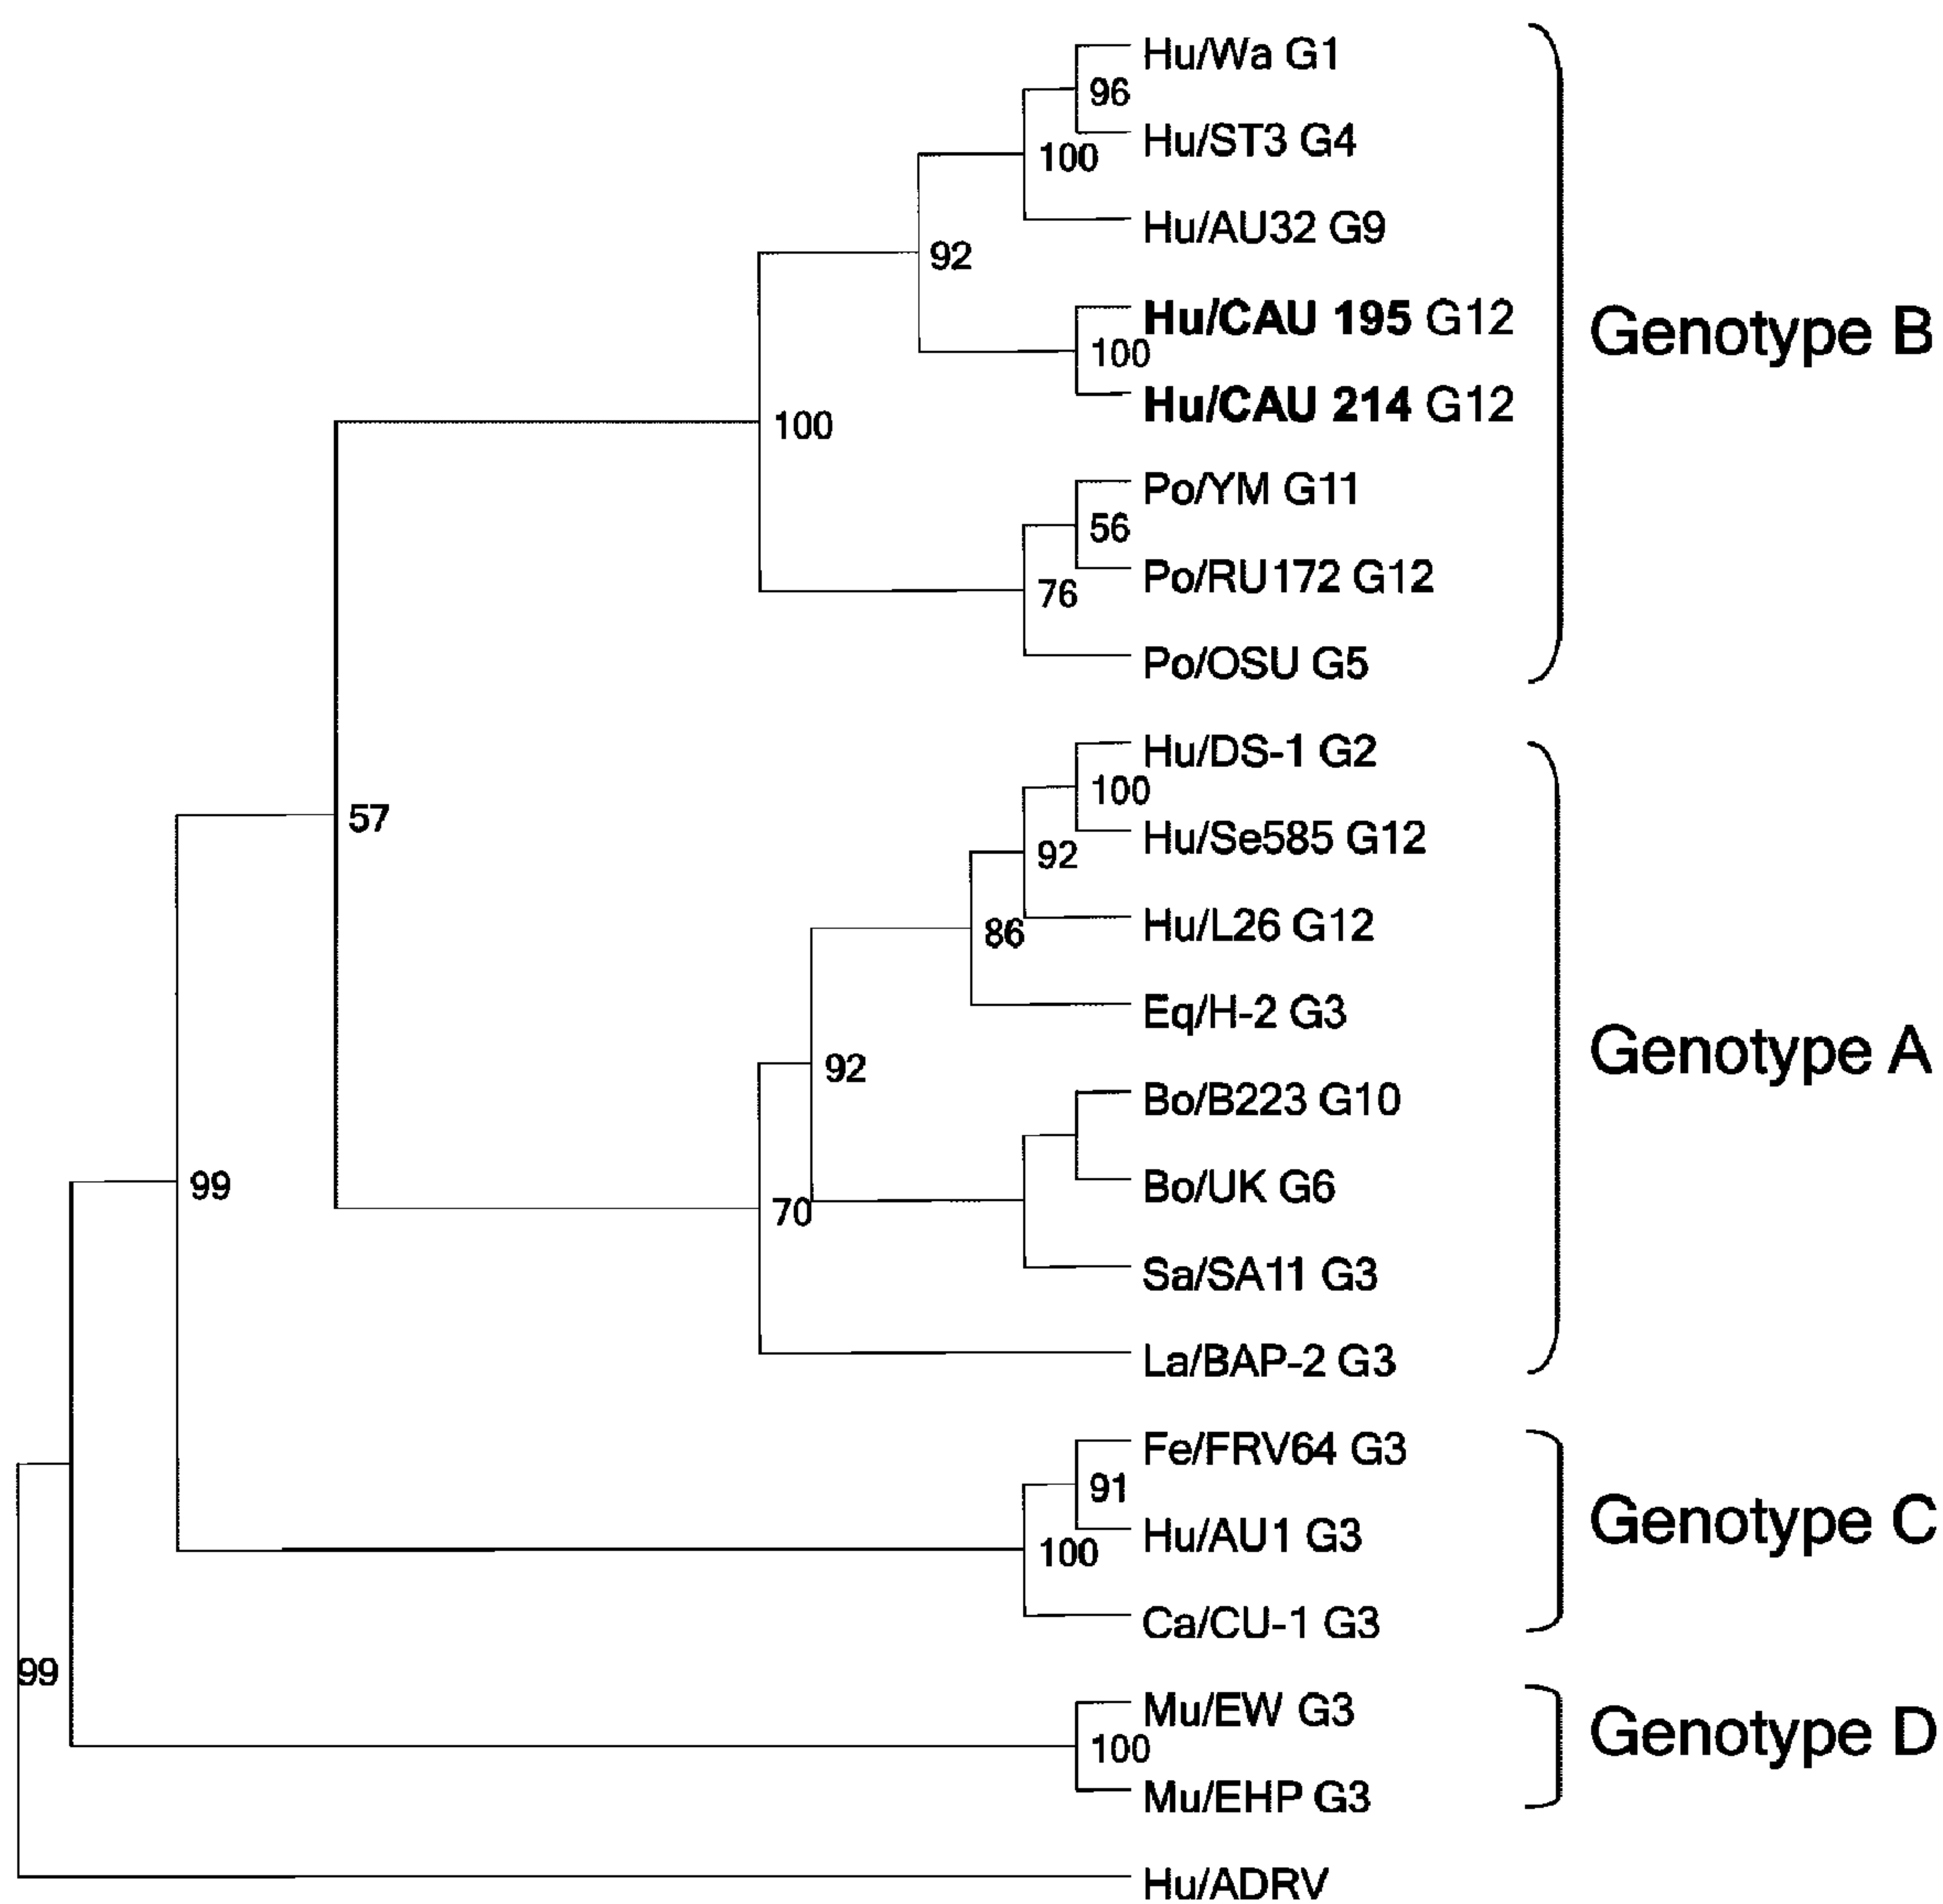 Hu/Wa G1
96
Hu/ST3 G4
100
Hu/AU32 G9
92
Hu/CAU 195 G12
Genotype B
100
Hu/CAU 214 G12
100
Po/YM G11
56
Po/RU172 G12
76
Po/OSU G5
Hu/DS-1 G2
100
57
Hu/Se585 G12
92
Hu/L26 G12
86
Eq/H-2 G3
Genotype A
92
Bo/B223 G10
99
Bo/UK G6
70
Sa/SA11 G3
La/BAP-2 G3
Fe/FRV64 G3
91
Genotype C
Hu/AU1 G3
100
Ca/CU-1 G3
99
Mu/EW G3
Genotype D
100
Mu/EHP G3
Hu/ADRV